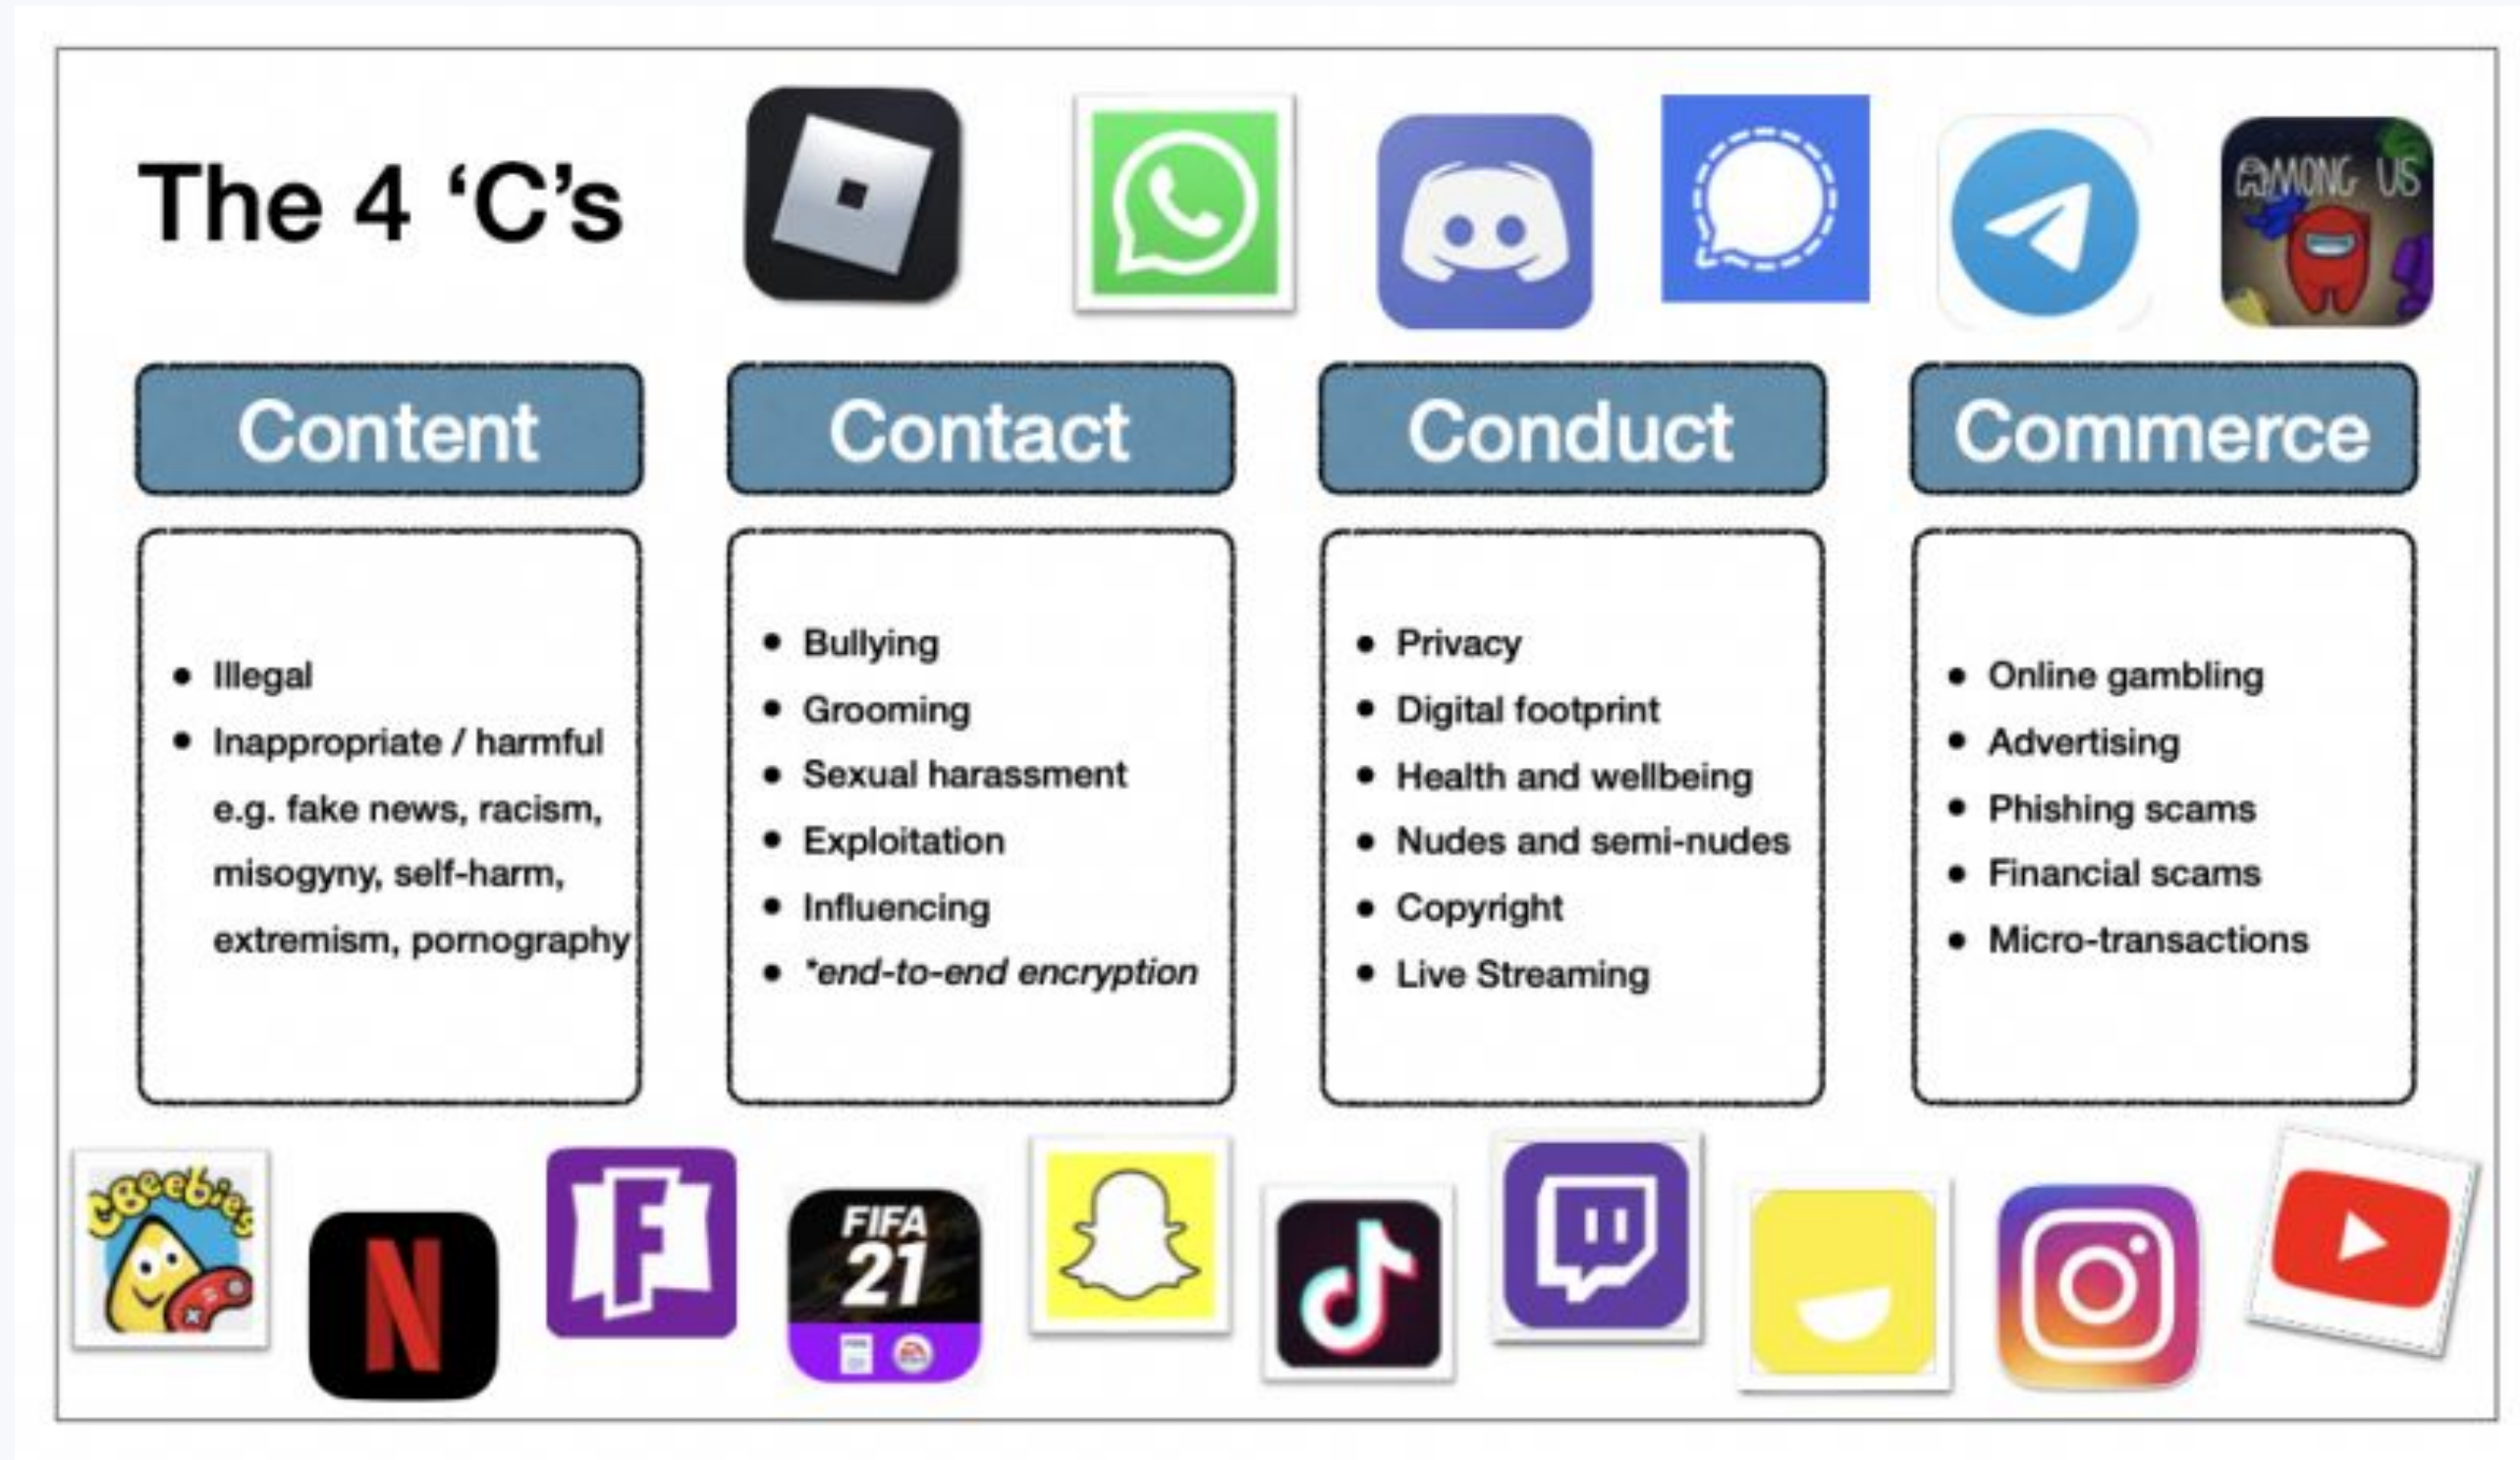 The 4 ‘C’s
AMONG US
Content
Contact
Conduct
Commerce
• Illegal
• Inappropriate / harmful
e.g. fake news, racism,
misogyny, self-harm,
extremism, pornography
• Bullying
• Grooming
• Sexual harassment
• Exploitation
• Influencing
• *end-to-end encryption
• Privacy
• Digital footprint
• Health and wellbeing
• Nudes and semi-nudes
• Copyright
• Live Streaming
• Online gambling
• Advertising
• Phishing scams
• Financial scams
• Micro-transactions
CBeebies
N
F
FIFA
21
EA